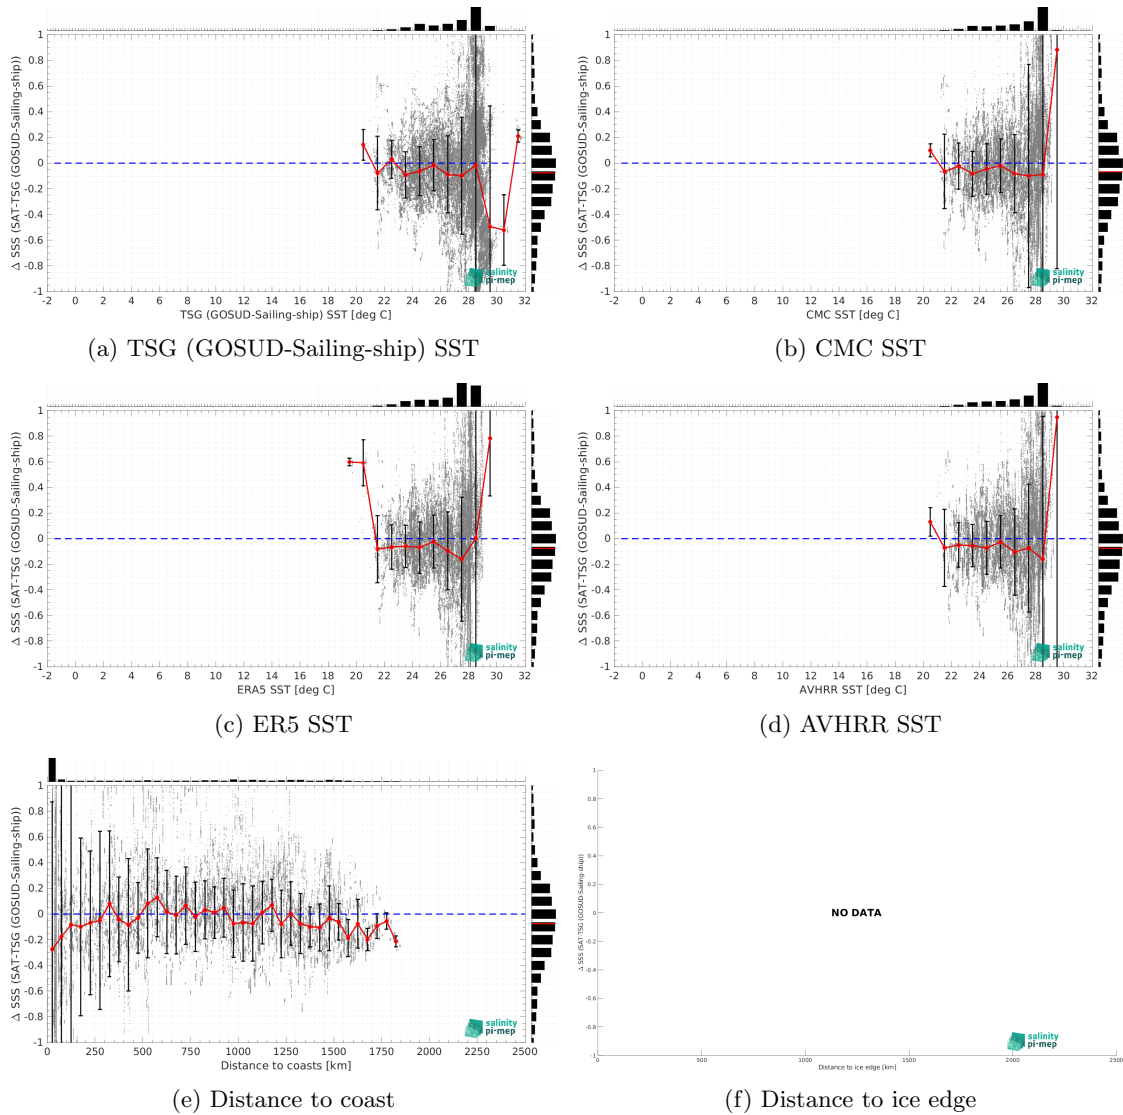 1
0.8
0.6
0.4
0.2
0
-0.2
-0.4
-0.6
-0.8
-1
Δ SSS (SAT-TSG (GOSUD-Sailing-ship))
-2 0 2 4 6 8 10 12 14 16 18 20 22 24 26 28 30 32
TSG (GOSUD-Sailing-ship) SST [deg C]
salinity
pi-mep
(a) TSG (GOSUD-Sailing-ship) SST
1
0.8
0.6
0.4
0.2
0
-0.2
-0.4
-0.6
-0.8
-1
Δ SSS (SAT-TSG (GOSUD-Sailing-ship))
-2 0 2 4 6 8 10 12 14 16 18 20 22 24 26 28 30 32
CMC SST [deg C]
salinity
pi-mep
(b) CMC SST
1
0.8
0.6
0.4
0.2
0
-0.2
-0.4
-0.6
-0.8
-1
Δ SSS (SAT-TSG (GOSUD-Sailing-ship))
-2 0 2 4 6 8 10 12 14 16 18 20 22 24 26 28 30 32
ERA5 SST [deg C]
salinity
pi-mep
(c) ER5 SST
1
0.8
0.6
0.4
0.2
0
-0.2
-0.4
-0.6
-0.8
-1
Δ SSS (SAT-TSG (GOSUD-Sailing-ship))
-2 0 2 4 6 8 10 12 14 16 18 20 22 24 26 28 30 32
AVHRR SST [deg C]
salinity
pi-mep
(d) AVHRR SST
1
0.8
0.6
0.4
0.2
0
-0.2
-0.4
-0.6
-0.8
-1
Δ SSS (SAT-TSG (GOSUD-Sailing-ship))
0 250 500 750 1000 1250 1500 1750 2000 2250 2500
Distance to coasts [km]
salinity
pi-mep
(e) Distance to coast
1
0.8
0.6
0.4
0.2
0
-0.2
-0.4
-0.6
-0.8
-1
Δ SSS (SAT-TSG (GOSUD-Sailing-ship))
NO DATA
0 500 1000 1500 2000 2500
Distance to ice edge [km]
salinity
pi-mep
(f) Distance to ice edge